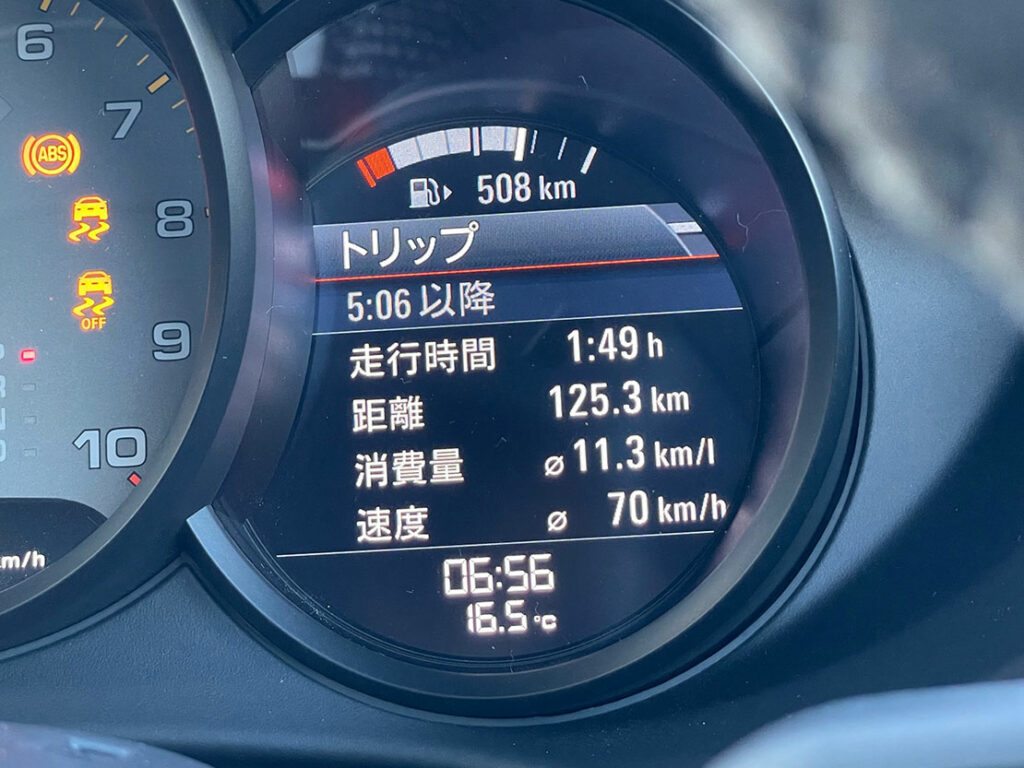 6
7
ABS
8
OFF
9
10
km/h
508 km
トリップ
5:06 以降
走行時間 1:49 h
距離 125.3 km
消費量 ⌀ 11.3 km/l
速度 ⌀ 70 km/h
06:56
16.5 °C